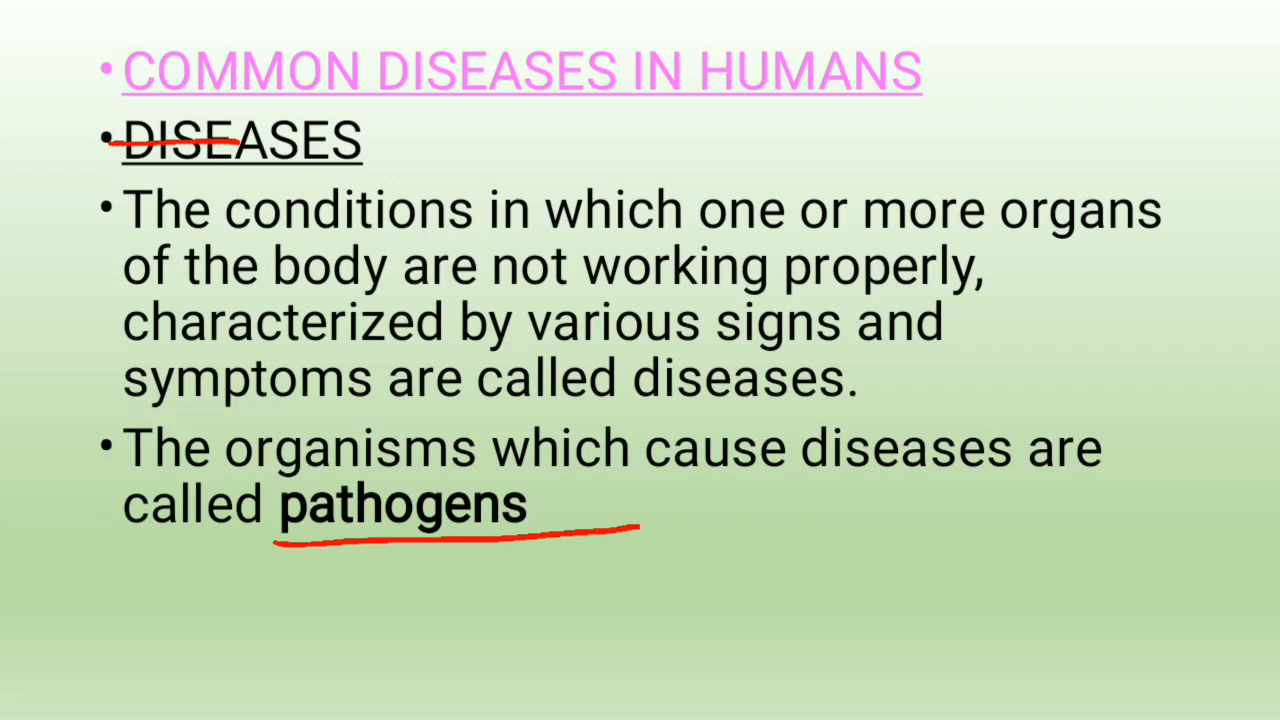 • COMMON DISEASES IN HUMANS
• DISEASES
• The conditions in which one or more organs
of the body are not working properly,
characterized by various signs and
symptoms are called diseases.
• The organisms which cause diseases are
called pathogens